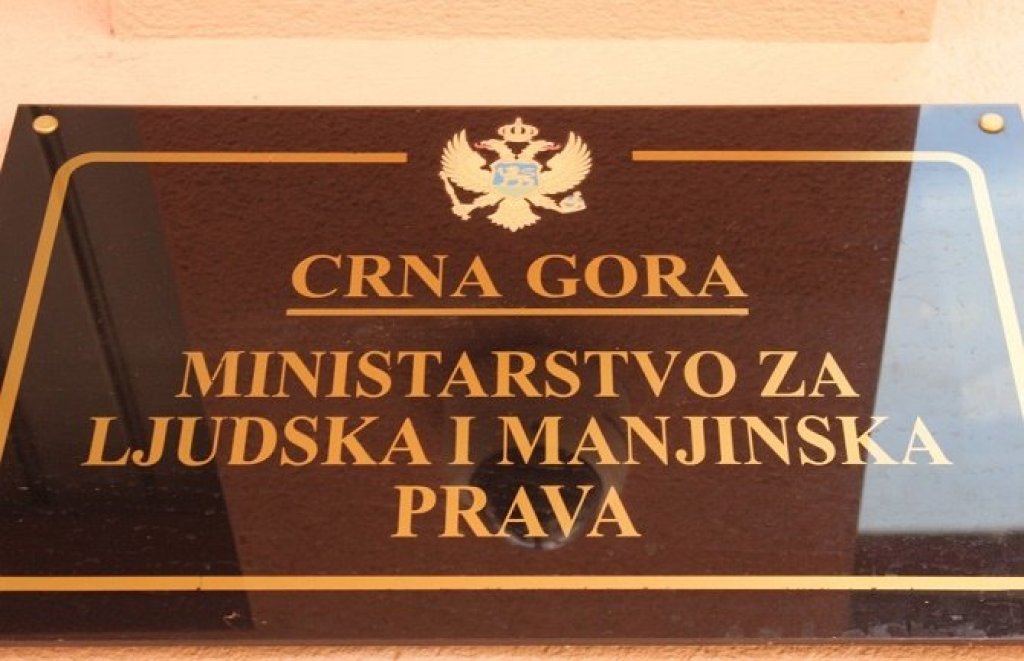 CRNA GORA
MINISTARSTVO ZA
LJUDSKA I MANJINSKA
PRAVA